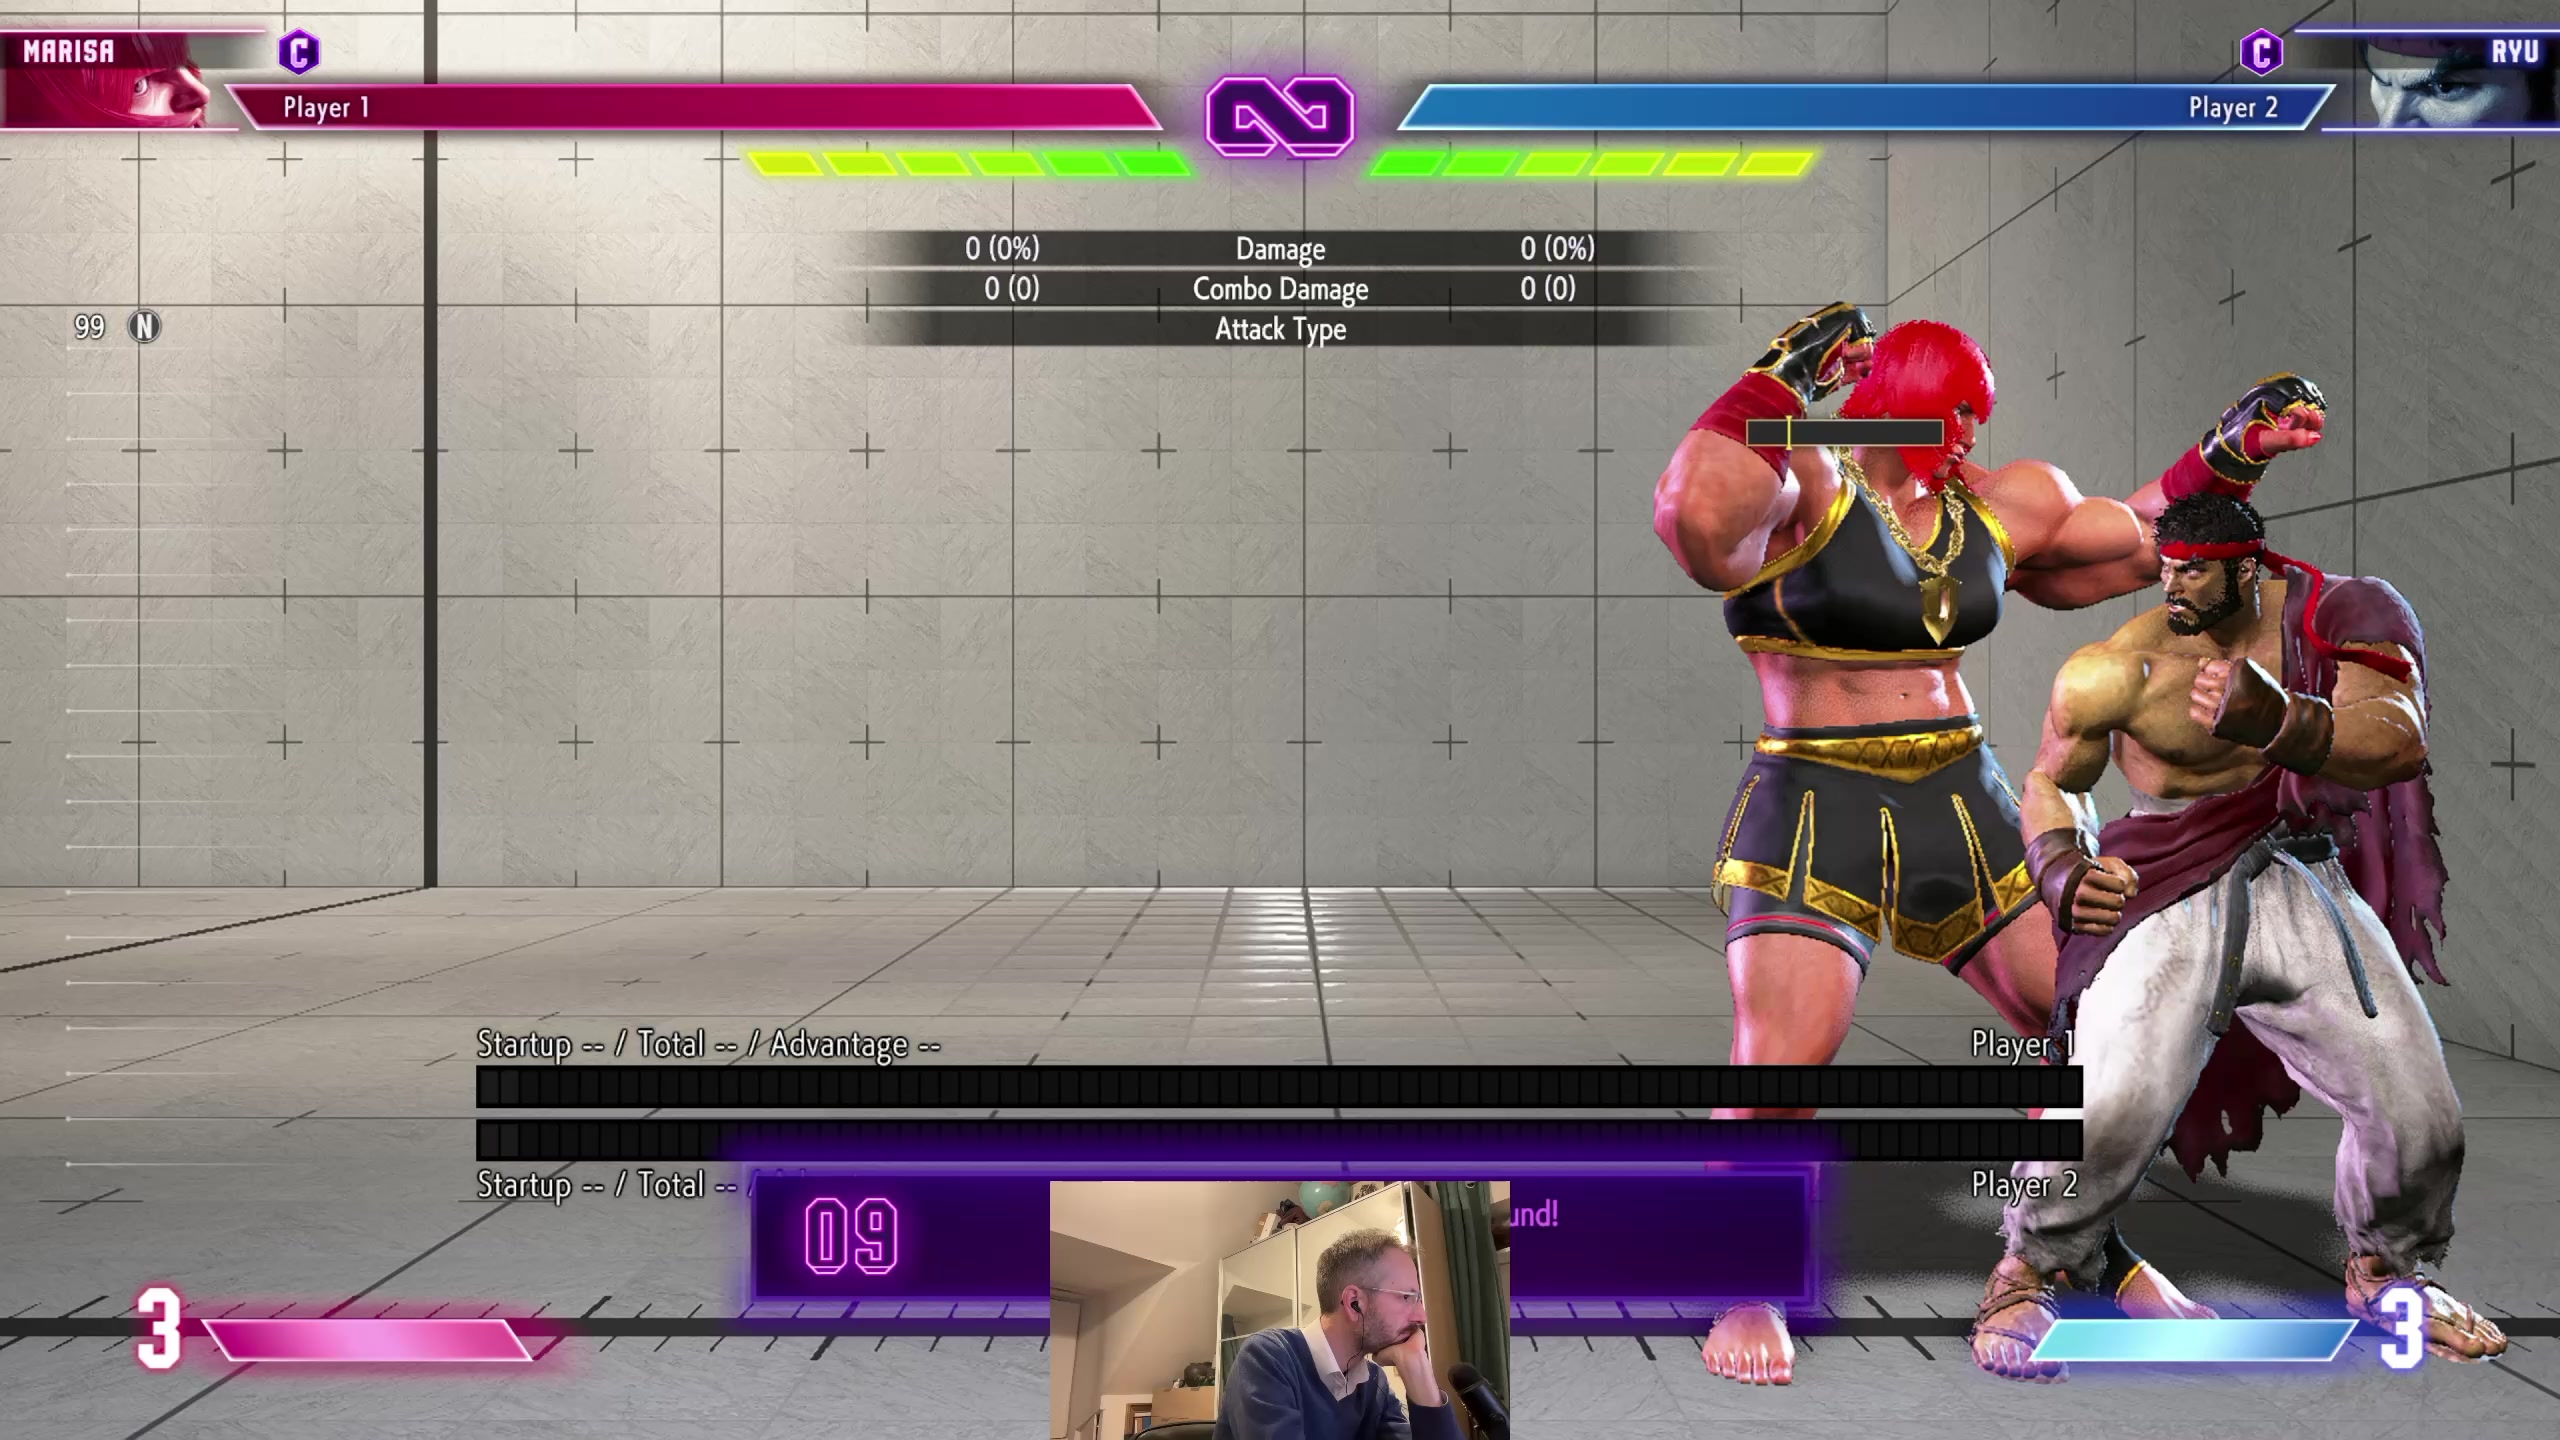 MARISA
C
Player 1
C
RYU
Player 2
0 (0%) Damage 0 (0%)
0 (0) Combo Damage 0 (0)
Attack Type
99 N
Startup -- / Total -- / Advantage --
Player 1
Startup -- / Total --
Player 2
09
und!
3
3